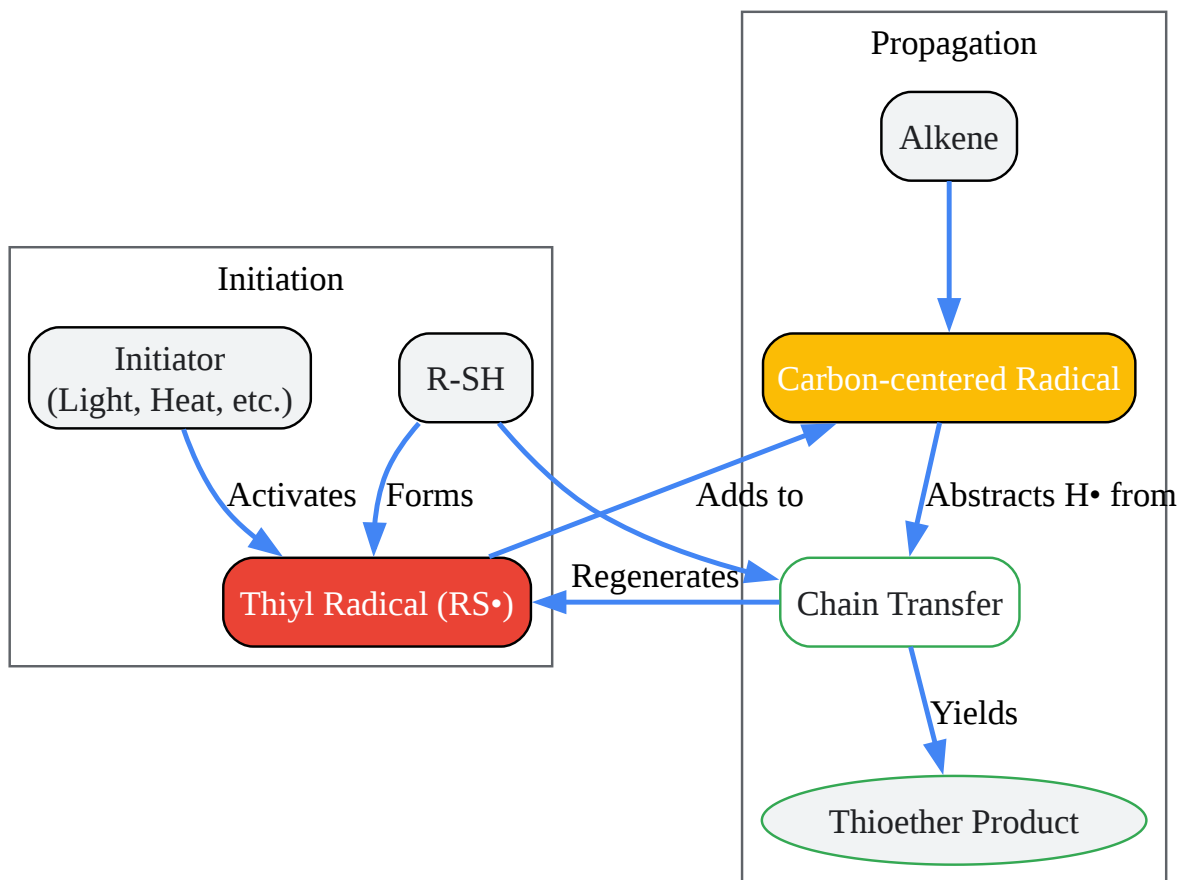 Propagation
Alkene
Initiation
Initiator
(Light, Heat, etc.)
R-SH
Carbon-centered Radical
Activates
Forms
Adds to
Abstracts H• from
Regenerates
Thiyl Radical (RS•)
Chain Transfer
Yields
Thioether Product